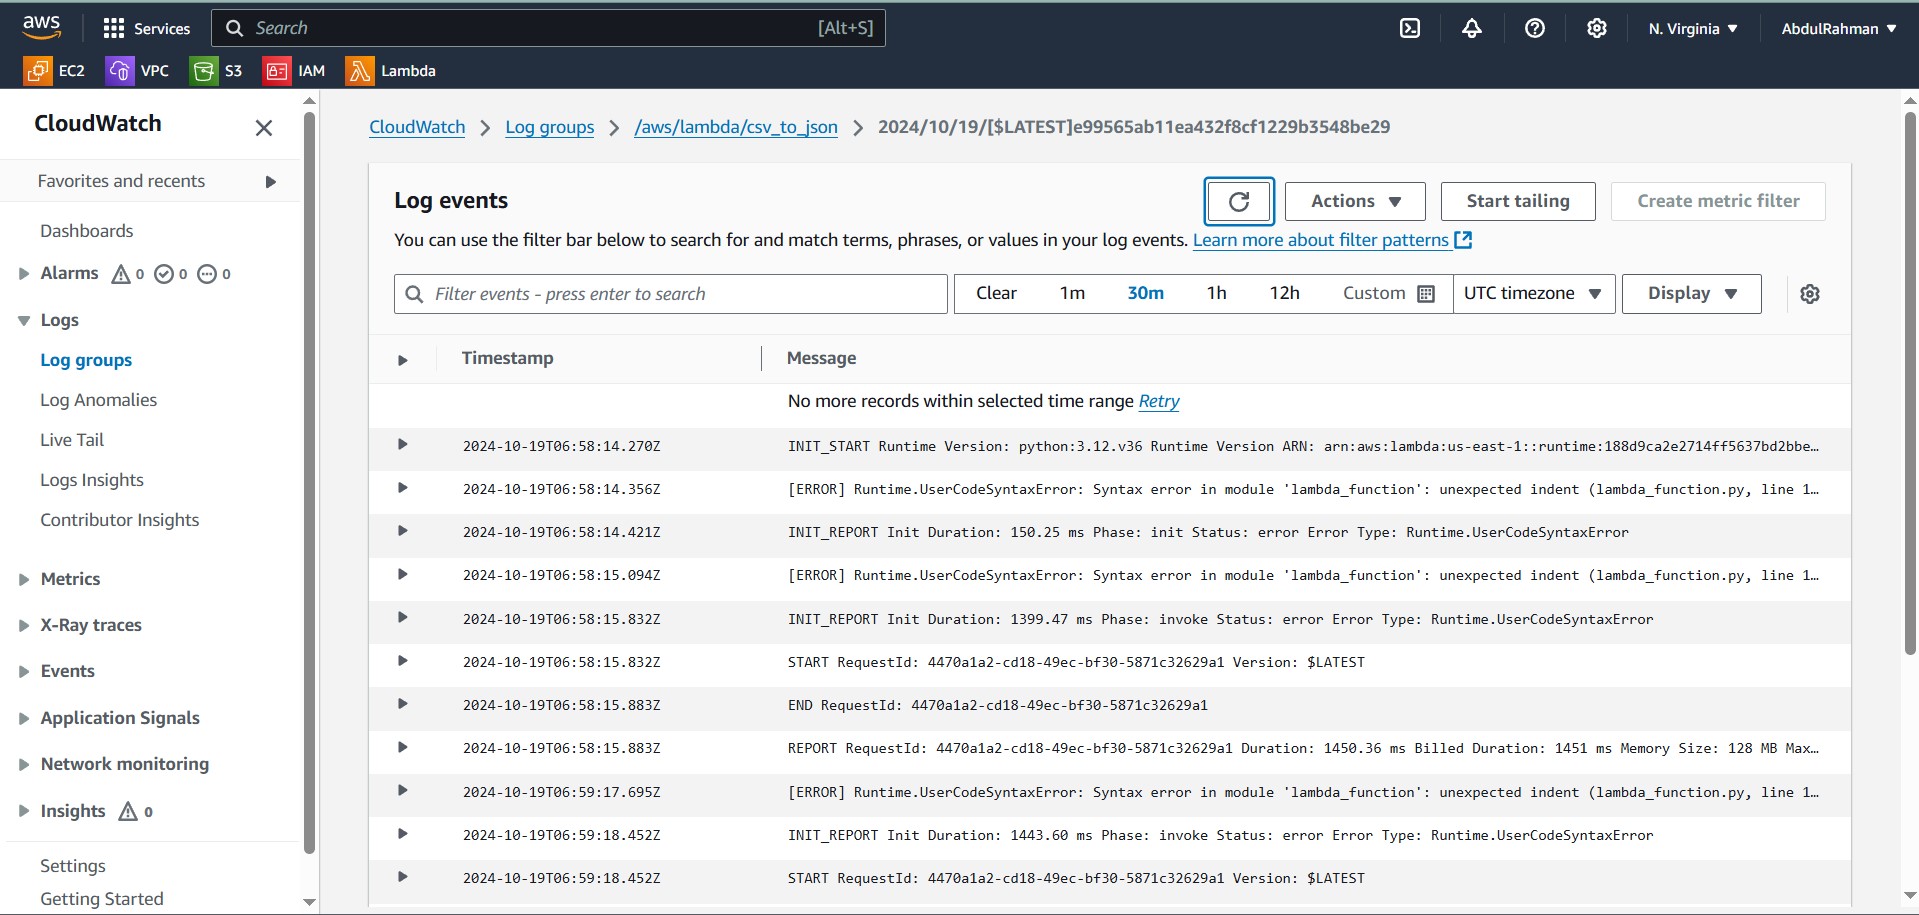 aws Services Search [Alt+S] N. Virginia AbdulRahman
EC2 VPC S3 IAM Lambda
CloudWatch
Favorites and recents
Dashboards
Alarms 0 0 0
Logs
Log groups
Log Anomalies
Live Tail
Logs Insights
Contributor Insights
Metrics
X-Ray traces
Events
Application Signals
Network monitoring
Insights 0
Settings
Getting Started
CloudWatch > Log groups > /aws/lambda/csv_to_json > 2024/10/19/[$LATEST]e99565ab11ea432f8cf1229b3548be29
Log events
Actions Start tailing Create metric filter
You can use the filter bar below to search for and match terms, phrases, or values in your log events. Learn more about filter patterns
Filter events - press enter to search Clear 1m 30m 1h 12h Custom UTC timezone Display
Timestamp Message
No more records within selected time range Retry
2024-10-19T06:58:14.270Z INIT_START Runtime Version: python:3.12.v36 Runtime Version ARN: arn:aws:lambda:us-east-1::runtime:188d9ca2e2714ff5637bd2bbe…
2024-10-19T06:58:14.356Z [ERROR] Runtime.UserCodeSyntaxError: Syntax error in module 'lambda_function': unexpected indent (lambda_function.py, line 1…
2024-10-19T06:58:14.421Z INIT_REPORT Init Duration: 150.25 ms Phase: init Status: error Error Type: Runtime.UserCodeSyntaxError
2024-10-19T06:58:15.094Z [ERROR] Runtime.UserCodeSyntaxError: Syntax error in module 'lambda_function': unexpected indent (lambda_function.py, line 1…
2024-10-19T06:58:15.832Z INIT_REPORT Init Duration: 1399.47 ms Phase: invoke Status: error Error Type: Runtime.UserCodeSyntaxError
2024-10-19T06:58:15.832Z START RequestId: 4470a1a2-cd18-49ec-bf30-5871c32629a1 Version: $LATEST
2024-10-19T06:58:15.883Z END RequestId: 4470a1a2-cd18-49ec-bf30-5871c32629a1
2024-10-19T06:58:15.883Z REPORT RequestId: 4470a1a2-cd18-49ec-bf30-5871c32629a1 Duration: 1450.36 ms Billed Duration: 1451 ms Memory Size: 128 MB Max…
2024-10-19T06:59:17.695Z [ERROR] Runtime.UserCodeSyntaxError: Syntax error in module 'lambda_function': unexpected indent (lambda_function.py, line 1…
2024-10-19T06:59:18.452Z INIT_REPORT Init Duration: 1443.60 ms Phase: invoke Status: error Error Type: Runtime.UserCodeSyntaxError
2024-10-19T06:59:18.452Z START RequestId: 4470a1a2-cd18-49ec-bf30-5871c32629a1 Version: $LATEST